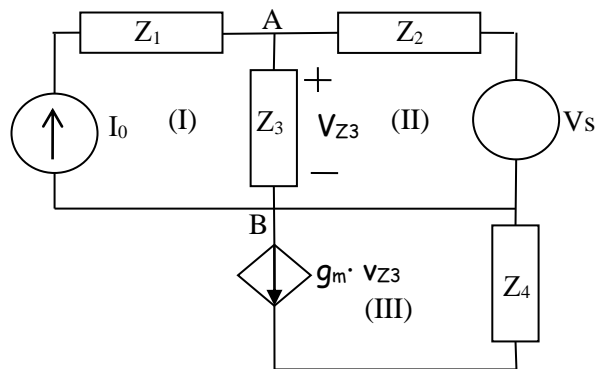 A
Z1 Z2
+
I0 (I) Z3 VZ3 (II) Vs
−
B
gm· vZ3
Z4
(III)